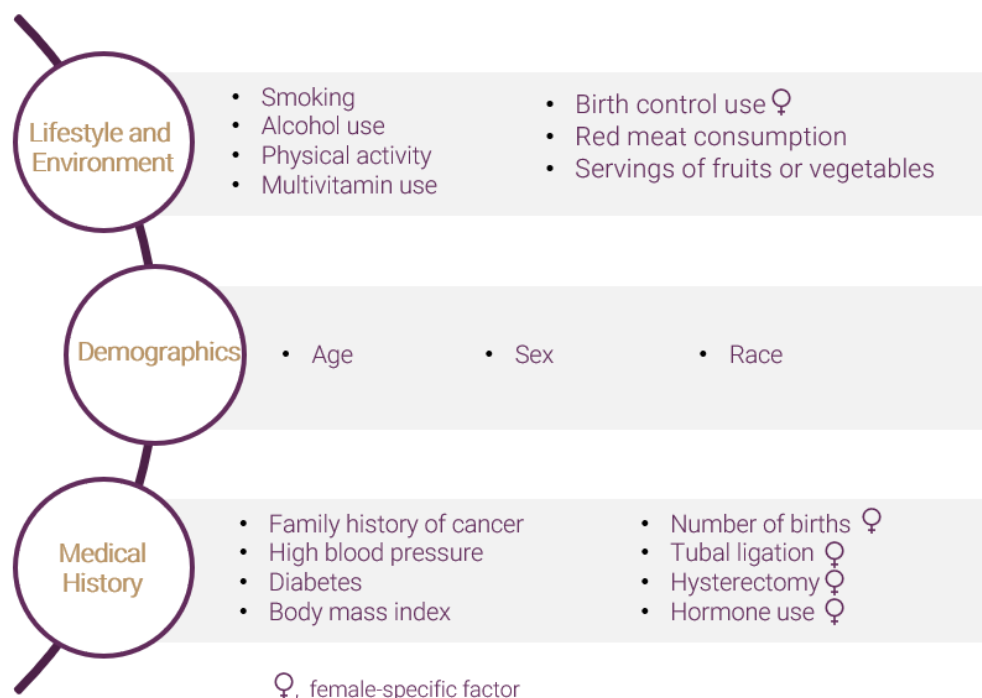 Lifestyle and
Environment
• Smoking
• Alcohol use
• Physical activity
• Multivitamin use
• Birth control use ♀
• Red meat consumption
• Servings of fruits or vegetables
Demographics
• Age
• Sex
• Race
Medical
History
• Family history of cancer
• High blood pressure
• Diabetes
• Body mass index
• Number of births ♀
• Tubal ligation ♀
• Hysterectomy ♀
• Hormone use ♀
♀, female-specific factor